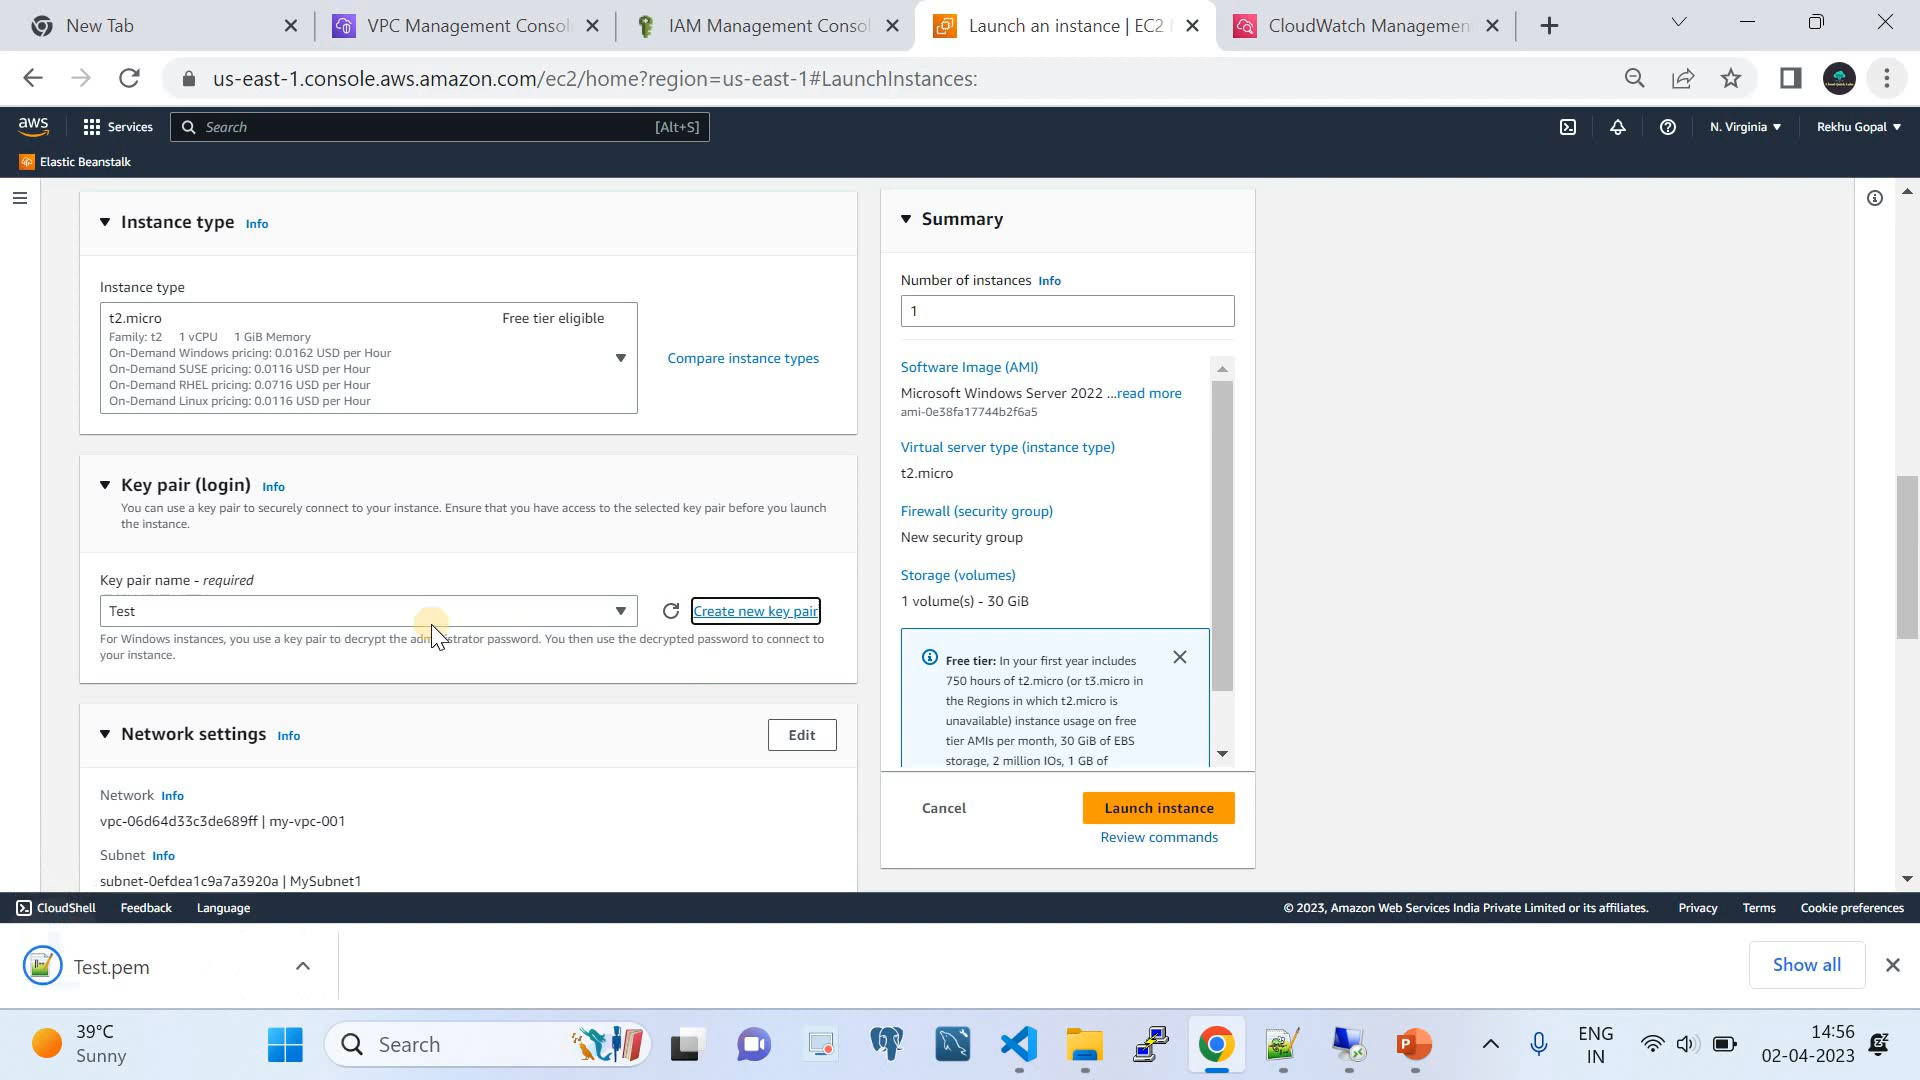 New Tab
VPC Management Consol
IAM Management Consol
Launch an instance | EC2
CloudWatch Managemen
us-east-1.console.aws.amazon.com/ec2/home?region=us-east-1#LaunchInstances:
aws
Services
Search
[Alt+S]
N. Virginia
Rekhu Gopal
Elastic Beanstalk
Instance type Info
Instance type
t2.micro
Free tier eligible
Family: t2 1 vCPU 1 GiB Memory
On-Demand Windows pricing: 0.0162 USD per Hour
On-Demand SUSE pricing: 0.0116 USD per Hour
On-Demand RHEL pricing: 0.0716 USD per Hour
On-Demand Linux pricing: 0.0116 USD per Hour
Compare instance types
Key pair (login) Info
You can use a key pair to securely connect to your instance. Ensure that you have access to the selected key pair before you launch
the instance.
Key pair name - required
Test
Create new key pair
For Windows instances, you use a key pair to decrypt the administrator password. You then use the decrypted password to connect to
your instance.
Network settings Info
Edit
Network Info
vpc-06d64d33c3de689ff | my-vpc-001
Subnet Info
subnet-0efdea1c9a7a3920a | MySubnet1
Summary
Number of instances Info
1
Software Image (AMI)
Microsoft Windows Server 2022 ...read more
ami-0e38fa17744b2f6a5
Virtual server type (instance type)
t2.micro
Firewall (security group)
New security group
Storage (volumes)
1 volume(s) - 30 GiB
Free tier: In your first year includes
750 hours of t2.micro (or t3.micro in
the Regions in which t2.micro is
unavailable) instance usage on free
tier AMIs per month, 30 GiB of EBS
storage, 2 million IOs, 1 GB of
Cancel
Launch instance
Review commands
CloudShell
Feedback
Language
© 2023, Amazon Web Services India Private Limited or its affiliates.
Privacy
Terms
Cookie preferences
Test.pem
Show all
39°C
Sunny
Search
ENG
IN
14:56
02-04-2023